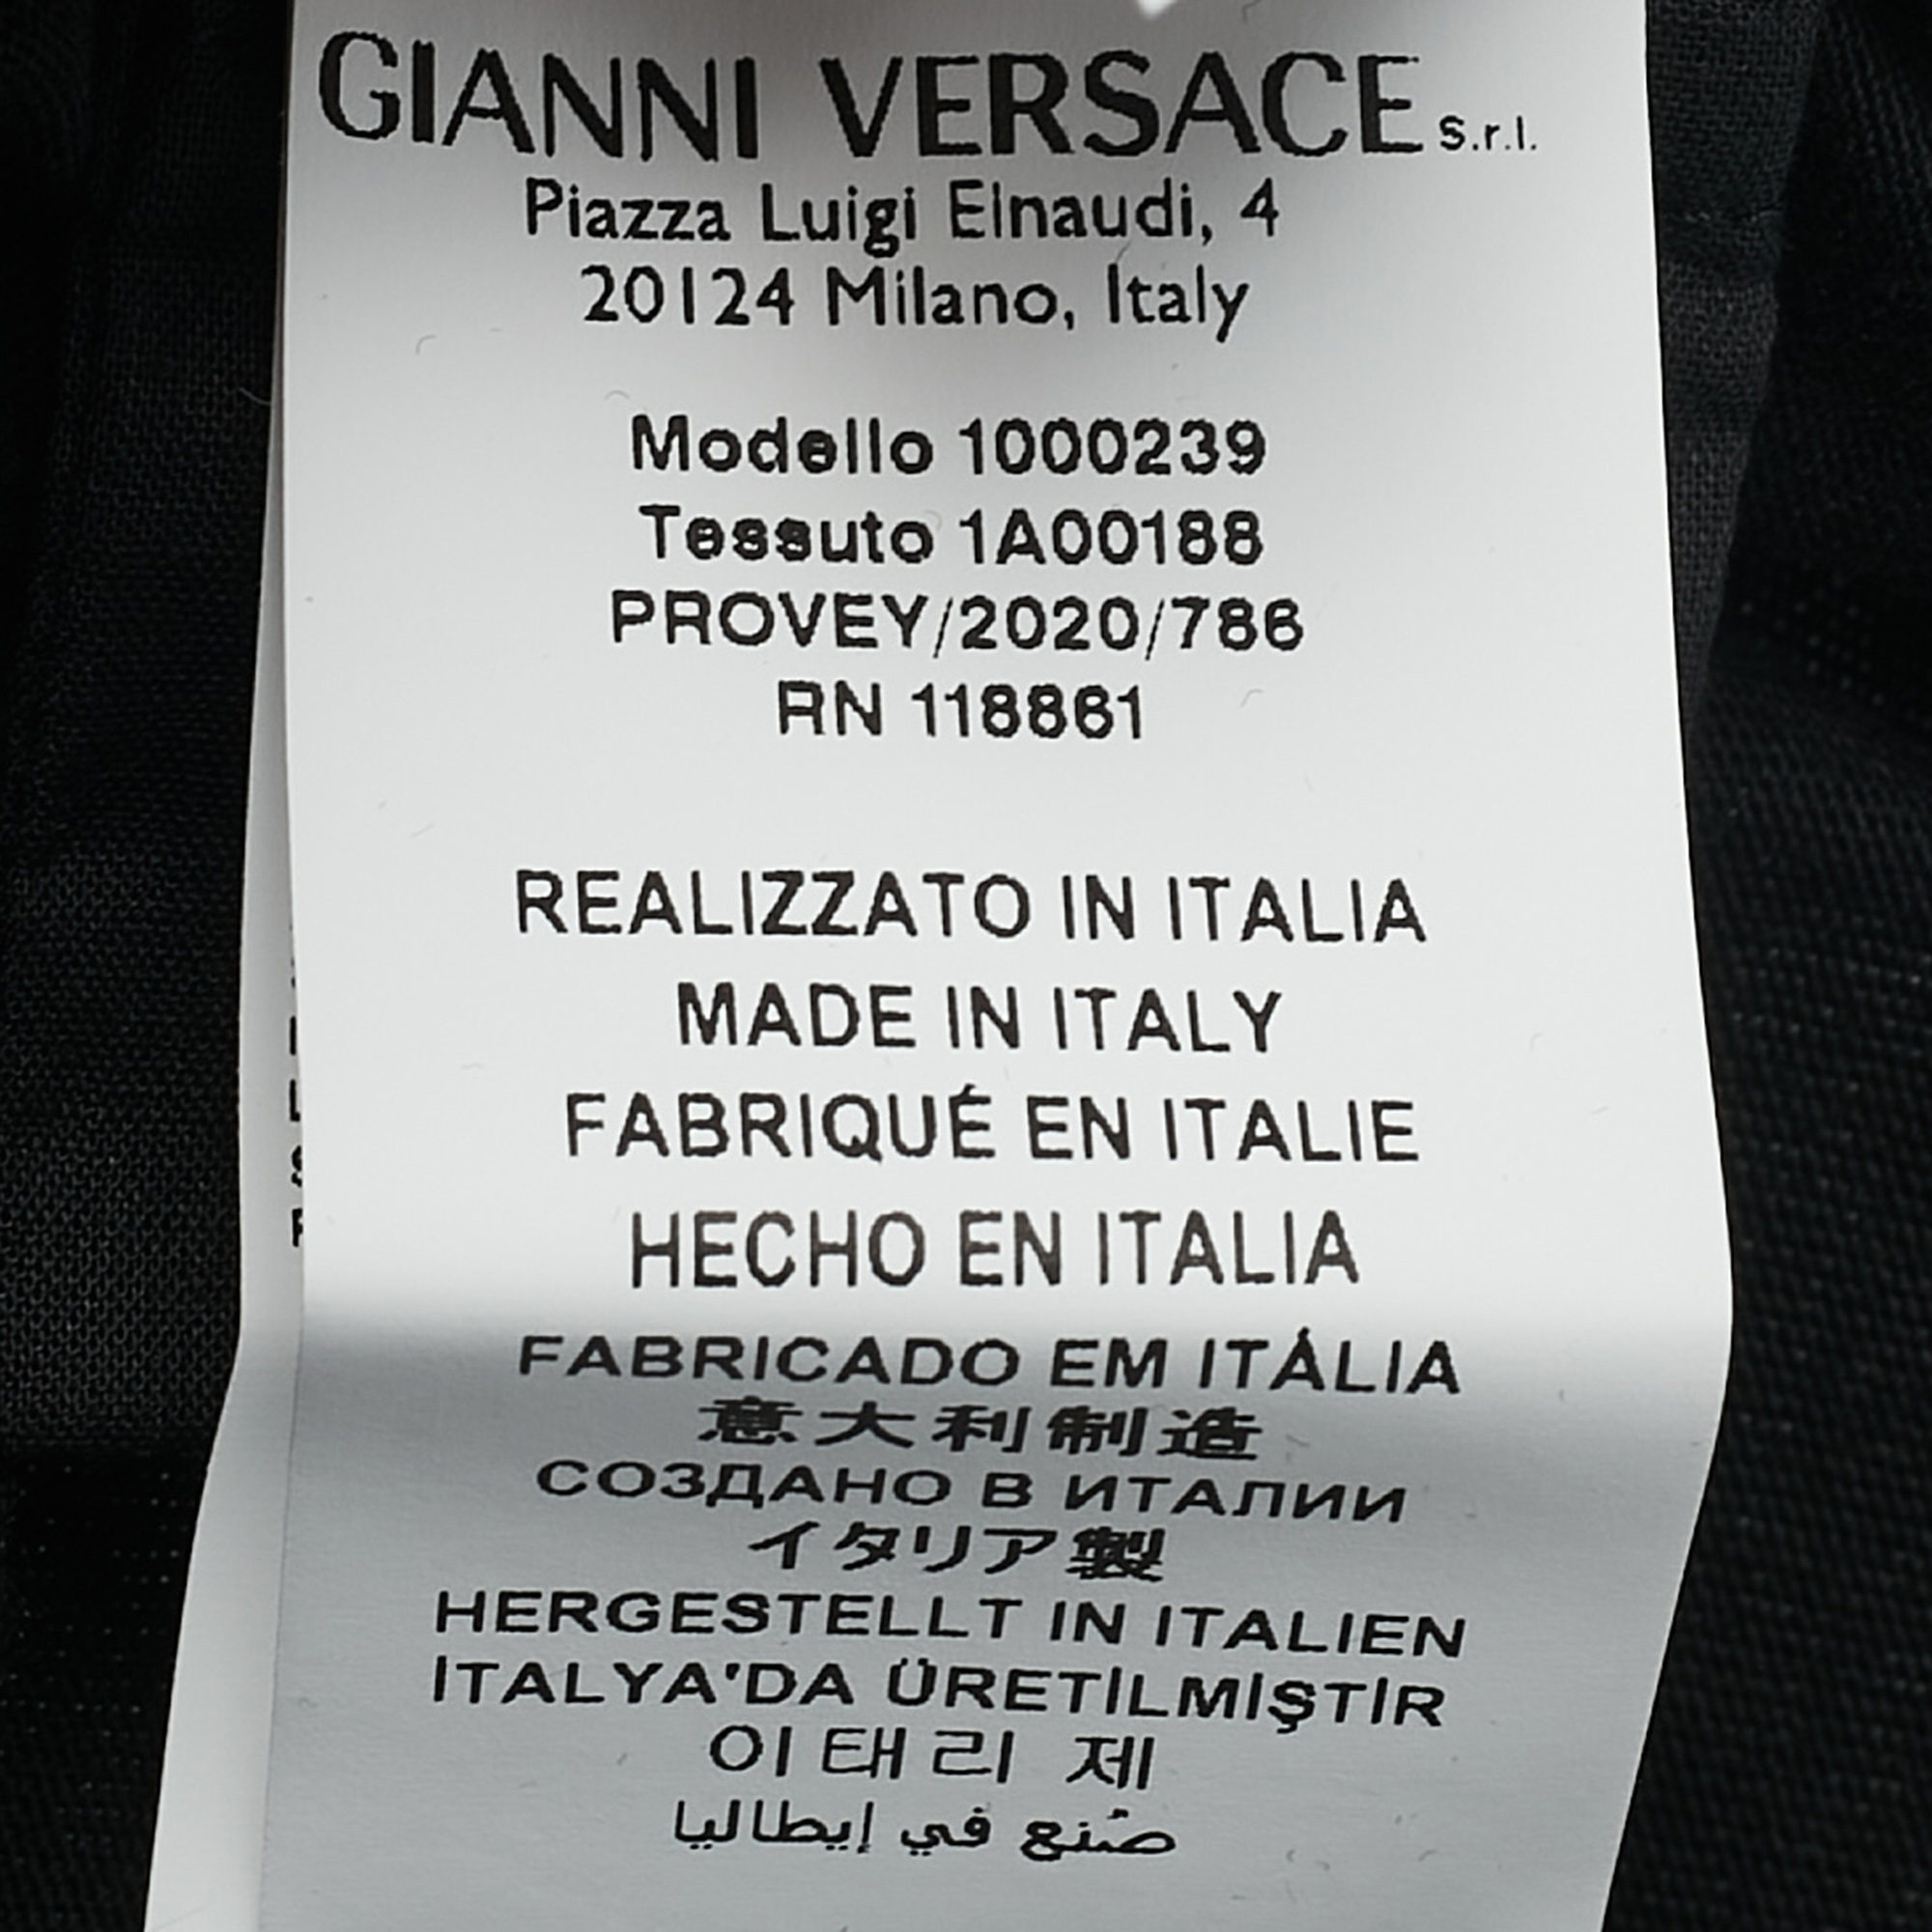 GIANNI VERSACE S.r.l.
Piazza Luigi Einaudi, 4
20124 Milano, Italy
Modello 1000239
Tessuto 1A00188
PROVEY/2020/786
RN 118861
REALIZZATO IN ITALIA
MADE IN ITALY
FABRIQUÉ EN ITALIE
HECHO EN ITALIA
FABRICADO EM ITÁLIA
意大利制造
СОЗДАНО В ИТАЛИИ
イタリア製
HERGESTELLT IN ITALIEN
İTALYA'DA ÜRETİLMİŞTİR
이태리 제
صُنع في إيطاليا